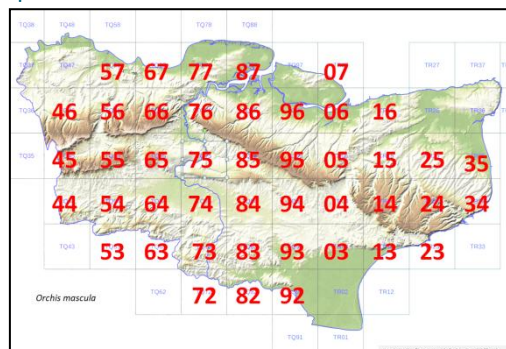 TQ38 TQ48 TQ58 TQ78 TQ88
57 67 77 87 07 TR27 TR37
46 56 66 76 86 96 06 16
TQ35 45 55 65 75 85 95 05 15 25 35
44 54 64 74 84 94 04 14 24 34
TQ43 53 63 73 83 93 03 13 23 TR33
Orchis mascula TQ62 72 82 92 TR02 TR12
TQ91 TR01